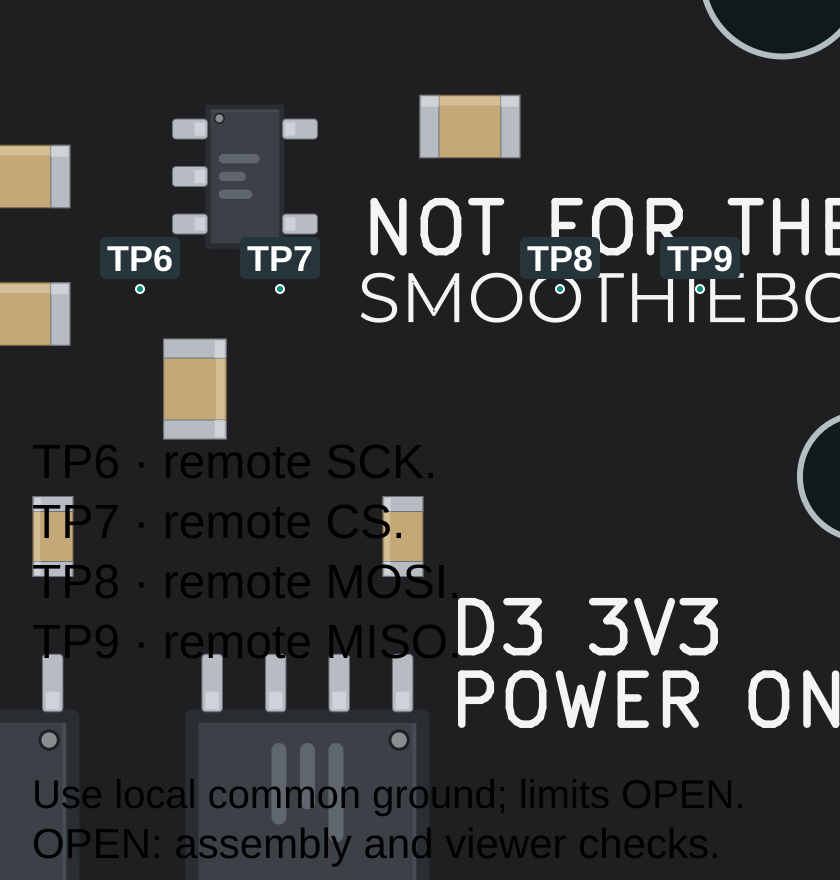 NOT FOR THE
TP6 TP7 TP8 TP9
SMOOTHIEBO
TP6 · remote SCK.
TP7 · remote CS.
TP8 · remote MOSI.
TP9 · remote MISO.
D3 3V3
POWER ON
Use local common ground; limits OPEN.
OPEN: assembly and viewer checks.